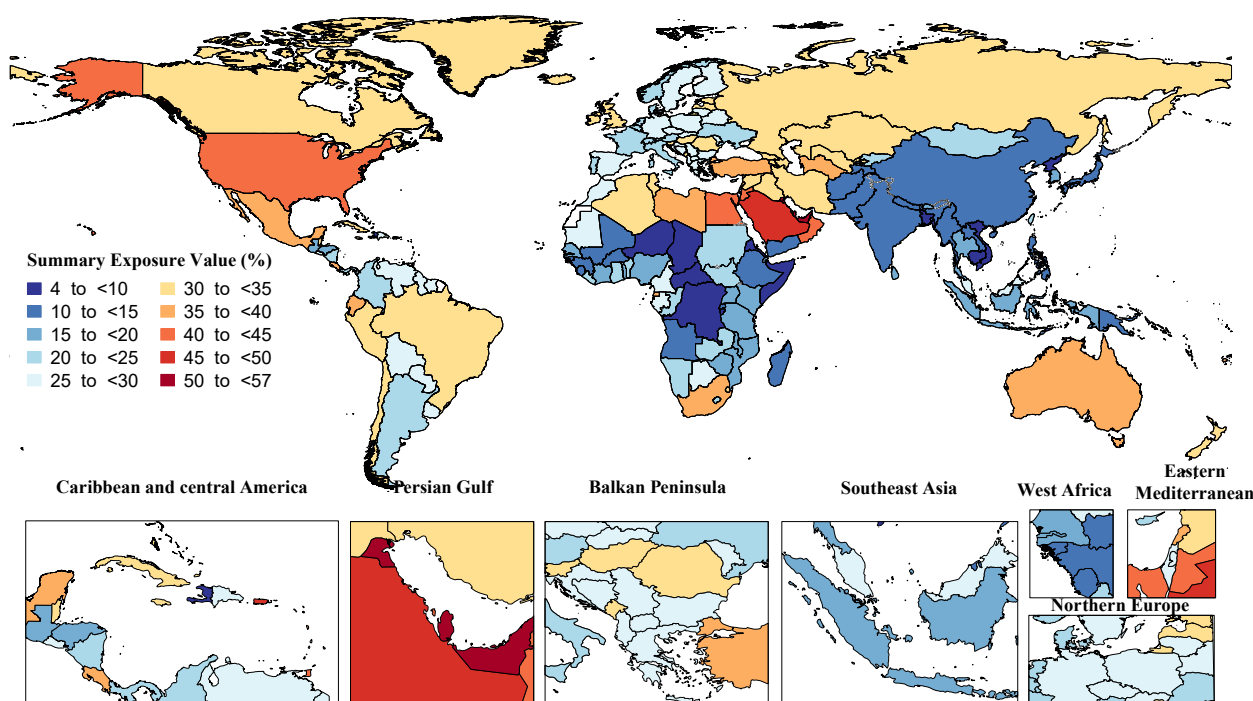 Summary Exposure Value (%)
4 to <10
10 to <15
15 to <20
20 to <25
25 to <30
30 to <35
35 to <40
40 to <45
45 to <50
50 to <57
Caribbean and central America
Persian Gulf
Balkan Peninsula
Southeast Asia
West Africa
Eastern
Mediterranean
Northern Europe